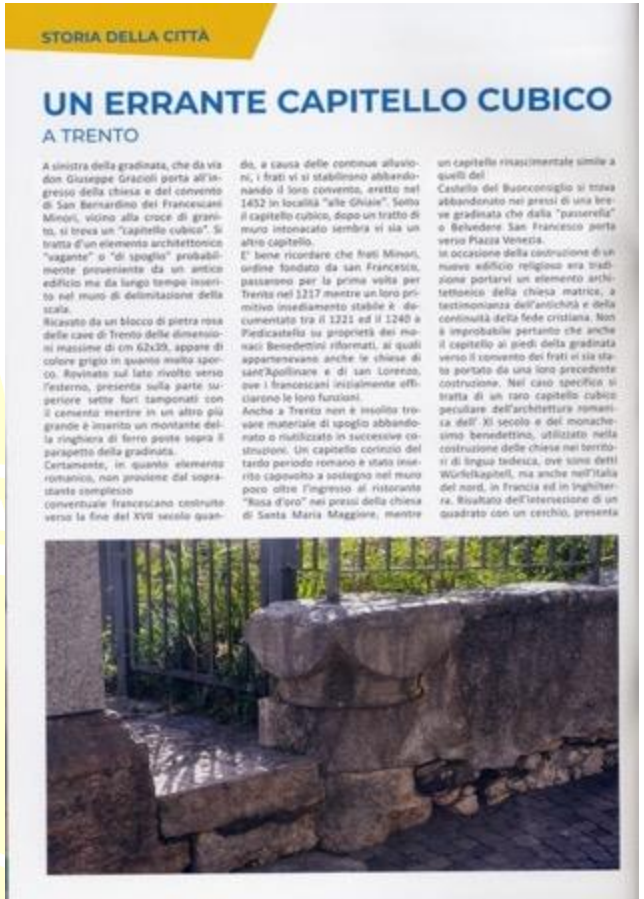 STORIA DELLA CITTÀ
UN ERRANTE CAPITELLO CUBICO
A TRENTO
A sinistra della gradinata, che da via
don Giuseppe Grazioli porta all'in-
gresso della chiesa e del convento
di San Bernardino dei Francescani
Minori, vicino alla croce di grani-
to, si trova un "capitello cubico". Si
tratta d'un elemento architettonico
"vagante" o "di spoglio" probabil-
mente proveniente da un antico
edificio ma da lungo tempo inseri-
to nel muro di delimitazione della
scala.
Ricavato da un blocco di pietra rosa
delle cave di Trento delle dimensio-
ni massime di cm 62x39, appare di
colore grigio in quanto molto spor-
co. Rovinato sul lato rivolto verso
l'esterno, presenta sulla parte su-
periore sette fori tamponati con
il cemento mentre in un altro più
grande è inserito un montante del-
la ringhiera di ferro posta sopra il
parapetto della gradinata.
Certamente, in quanto elemento
romanico, non proviene dal sopra-
stante complesso
conventuale francescano costruito
verso la fine del XVII secolo quan-
do, a causa delle continue alluvio-
ni, i frati vi si stabilirono abbando-
nando il loro convento, eretto nel
1452 in località "alle Ghiaie". Sotto
il capitello cubico, dopo un tratto di
muro intonacato sembra vi sia un
altro capitello.
E' bene ricordare che frati Minori,
ordine fondato da san Francesco,
passarono per la prima volta per
Trento nel 1217 mentre un loro pri-
mitivo insediamento stabile è do-
cumentato tra il 1221 ed il 1240 a
Piedicastello su proprietà dei mo-
naci Benedettini riformati, ai quali
appartenevano anche le chiese di
sant'Apollinare e di san Lorenzo,
ove i francescani inizialmente offi-
ciarono le loro funzioni.
Anche a Trento non è insolito tro-
vare materiale di spoglio abbando-
nato o riutilizzato in successive co-
struzioni. Un capitello corinzio del
tardo periodo romano è stato inse-
rito capovolto a sostegno nel muro
poco oltre l'ingresso al ristorante
"Rosa d'oro" nei pressi della chiesa
di Santa Maria Maggiore, mentre
un capitello rinascimentale simile a
quelli del
Castello del Buonconsiglio si trova
abbandonato nei pressi di una bre-
ve gradinata che dalla "passerella"
o Belvedere San Francesco porta
verso Piazza Venezia.
In occasione della costruzione di un
nuovo edificio religioso era tradi-
zione portarvi un elemento archi-
tettonico della chiesa matrice, a
testimonianza dell'antichità e della
continuità della fede cristiana. Non
è improbabile pertanto che anche
il capitello ai piedi della gradinata
verso il convento dei frati vi sia sta-
to portato da una loro precedente
costruzione. Nel caso specifico si
tratta di un raro capitello cubico
peculiare dell'architettura romani-
ca dell' XI secolo e del monache-
simo benedettino, utilizzato nella
costruzione delle chiese nei territo-
ri di lingua tedesca, ove sono detti
Würfelkapitell, ma anche nell'Italia
del nord, in Francia ed in Inghilter-
ra. Risultato dell'intersezione di un
quadrato con un cerchio, presenta